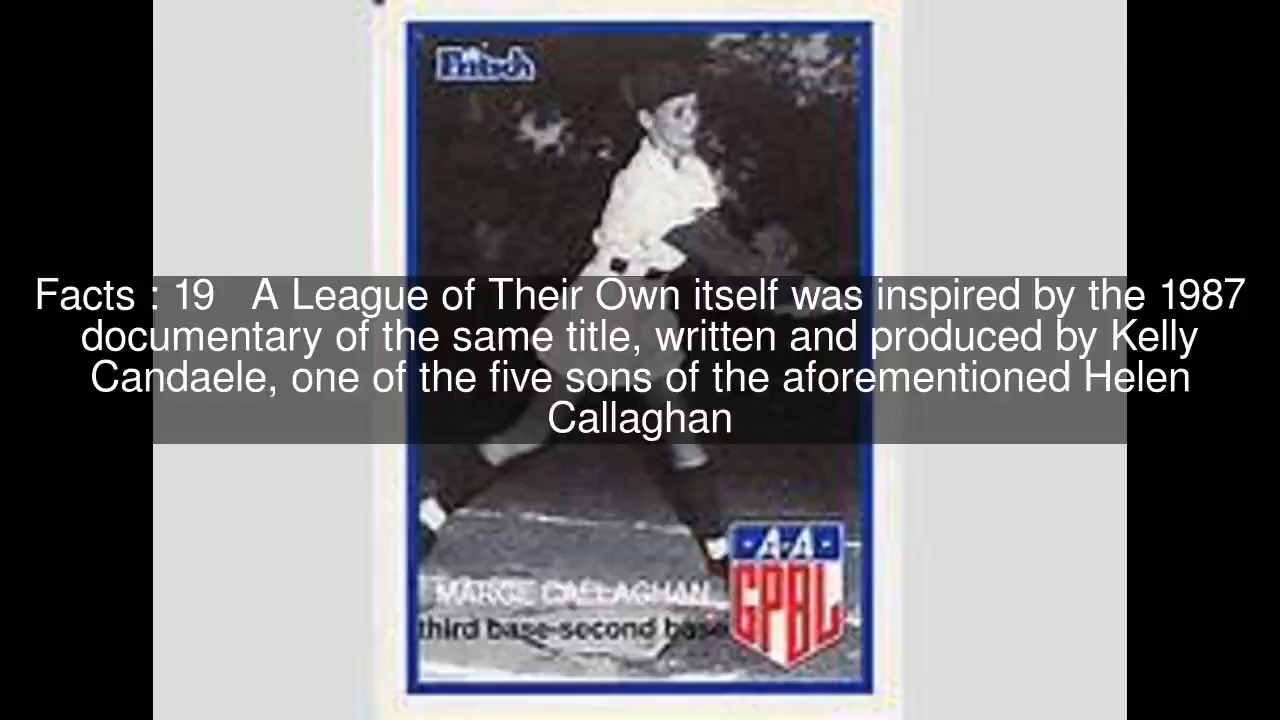 Fritsch
Facts : 19 A League of Their Own itself was inspired by the 1987
documentary of the same title, written and produced by Kelly
Candaele, one of the five sons of the aforementioned Helen
Callaghan
A-A
GPBL
MARGE CALLAGHAN
third base-second base